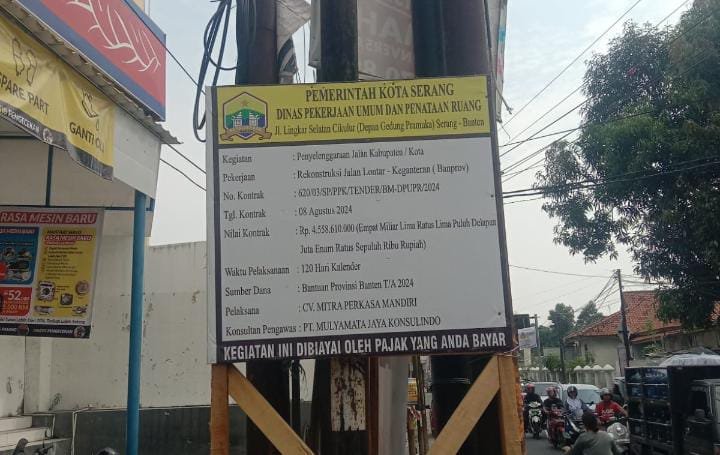 PEMERINTAH KOTA SERANG
DINAS PEKERJAAN UMUM DAN PENATAAN RUANG
Jl. Lingkar Selatan Cikulur (Depan Gedung Pramuka) Serang - Banten
Kegiatan : Penyelenggaraan Jalan Kabupaten / Kota
Pekerjaan : Rekonstruksi Jalan Lontar - Keganteran ( Banprov)
No. Kontrak : 620/03/SP/PPK/TENDER/BM-DPUPR/2024
Tgl. Kontrak : 08 Agustus 2024
Nilai Kontrak : Rp. 4.558.610.000 (Empat Miliar Lima Ratus Lima Puluh Delapan
Juta Enam Ratus Sepuluh Ribu Rupiah)
Waktu Pelaksanaan : 120 Hari Kalender
Sumber Dana : Bantuan Provinsi Banten T/A 2024
Pelaksana : CV. MITRA PERKASA MANDIRI
Konsultan Pengawas : PT. MULYAMATA JAYA KONSULINDO
KEGIATAN INI DIBIAYAI OLEH PAJAK YANG ANDA BAYAR
SPARE PART
GANTI OLI
RASA MESIN BARU